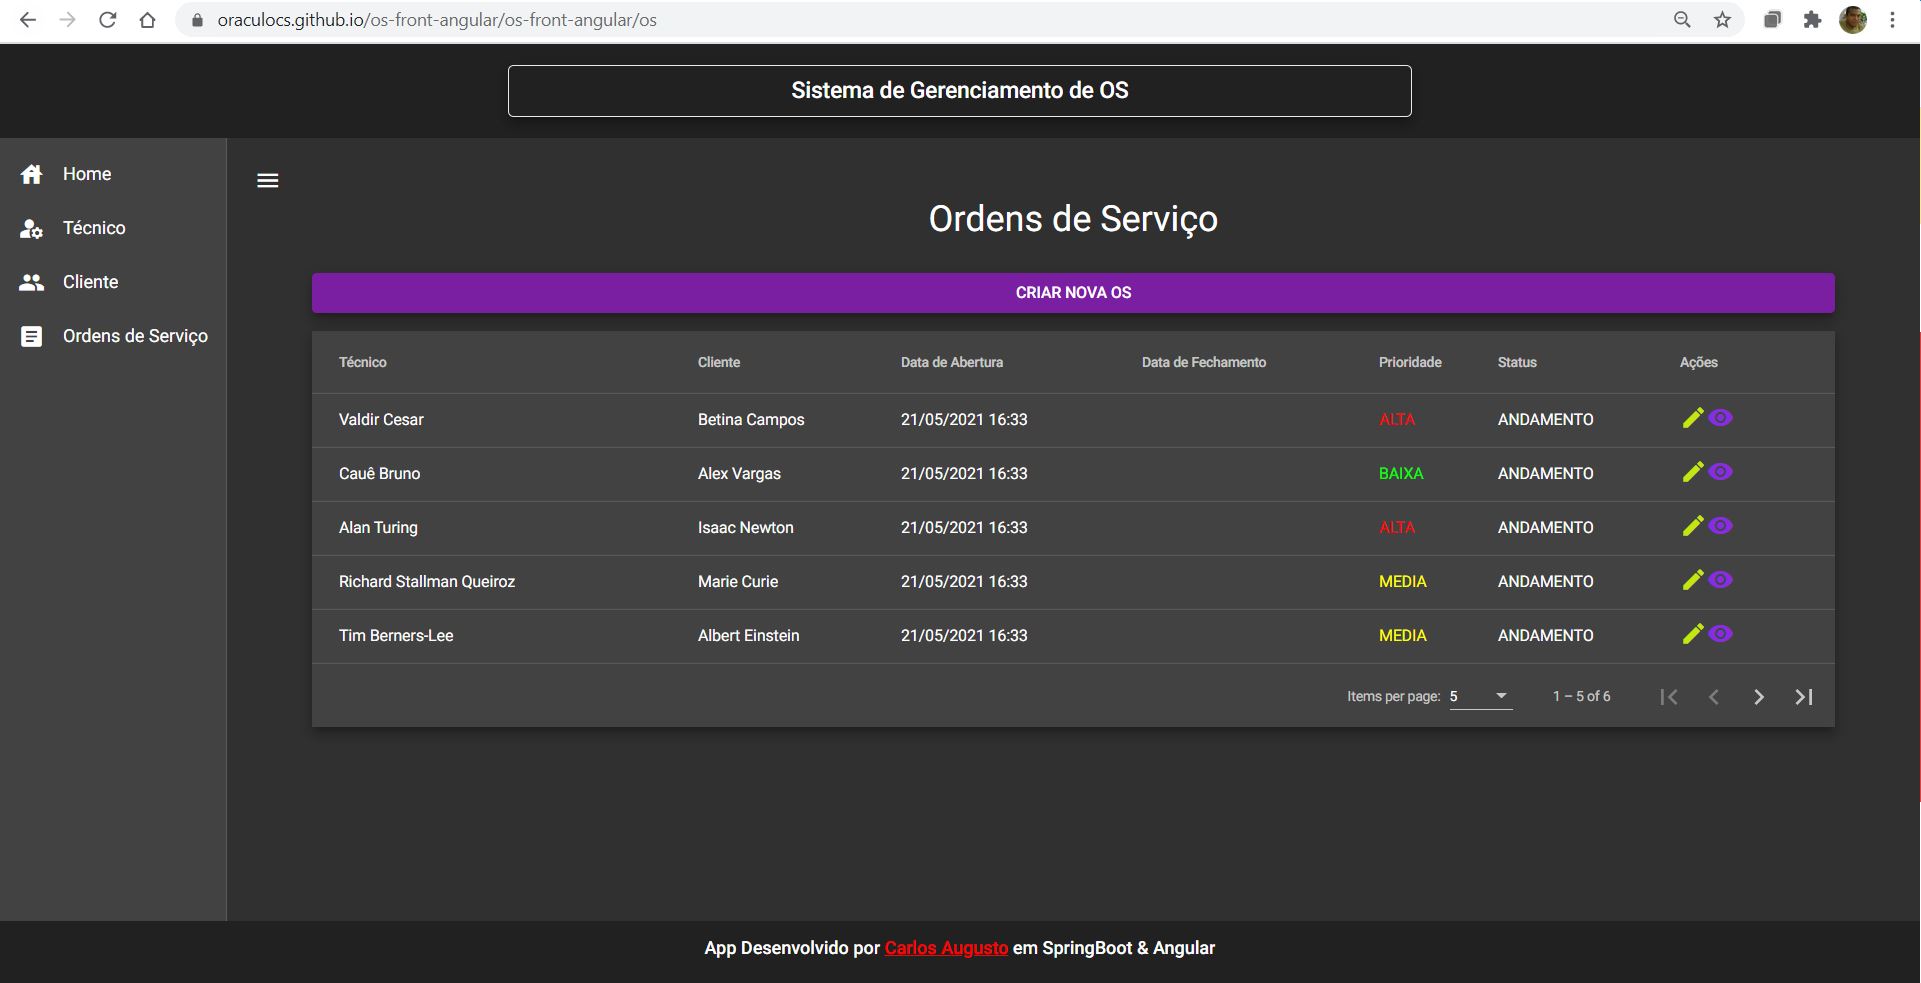 oraculocs.github.io/os-front-angular/os-front-angular/os
Sistema de Gerenciamento de OS
Home
Técnico
Cliente
Ordens de Serviço
Ordens de Serviço
CRIAR NOVA OS
Técnico Cliente Data de Abertura Data de Fechamento Prioridade Status Ações
Valdir Cesar Betina Campos 21/05/2021 16:33 ALTA ANDAMENTO
Cauê Bruno Alex Vargas 21/05/2021 16:33 BAIXA ANDAMENTO
Alan Turing Isaac Newton 21/05/2021 16:33 ALTA ANDAMENTO
Richard Stallman Queiroz Marie Curie 21/05/2021 16:33 MEDIA ANDAMENTO
Tim Berners-Lee Albert Einstein 21/05/2021 16:33 MEDIA ANDAMENTO
Items per page: 5 1 – 5 of 6
App Desenvolvido por Carlos Augusto em SpringBoot & Angular